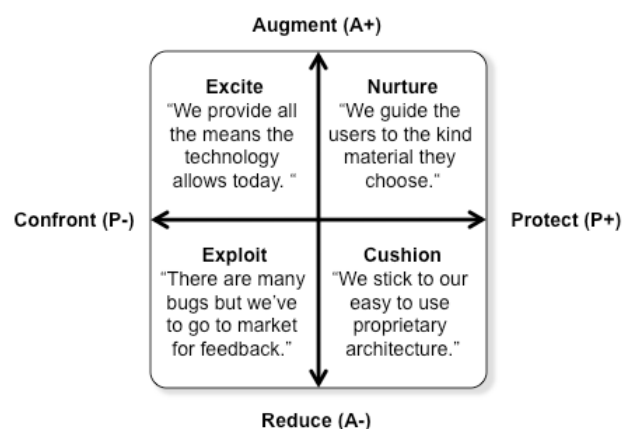 Augment (A+)
Excite
“We provide all
the means the
technology
allows today. “
Nurture
“We guide the
users to the kind
material they
choose.”
Confront (P-)
Protect (P+)
Exploit
“There are many
bugs but we’ve
to go to market
for feedback.”
Cushion
“We stick to our
easy to use
proprietary
architecture.”
Reduce (A-)